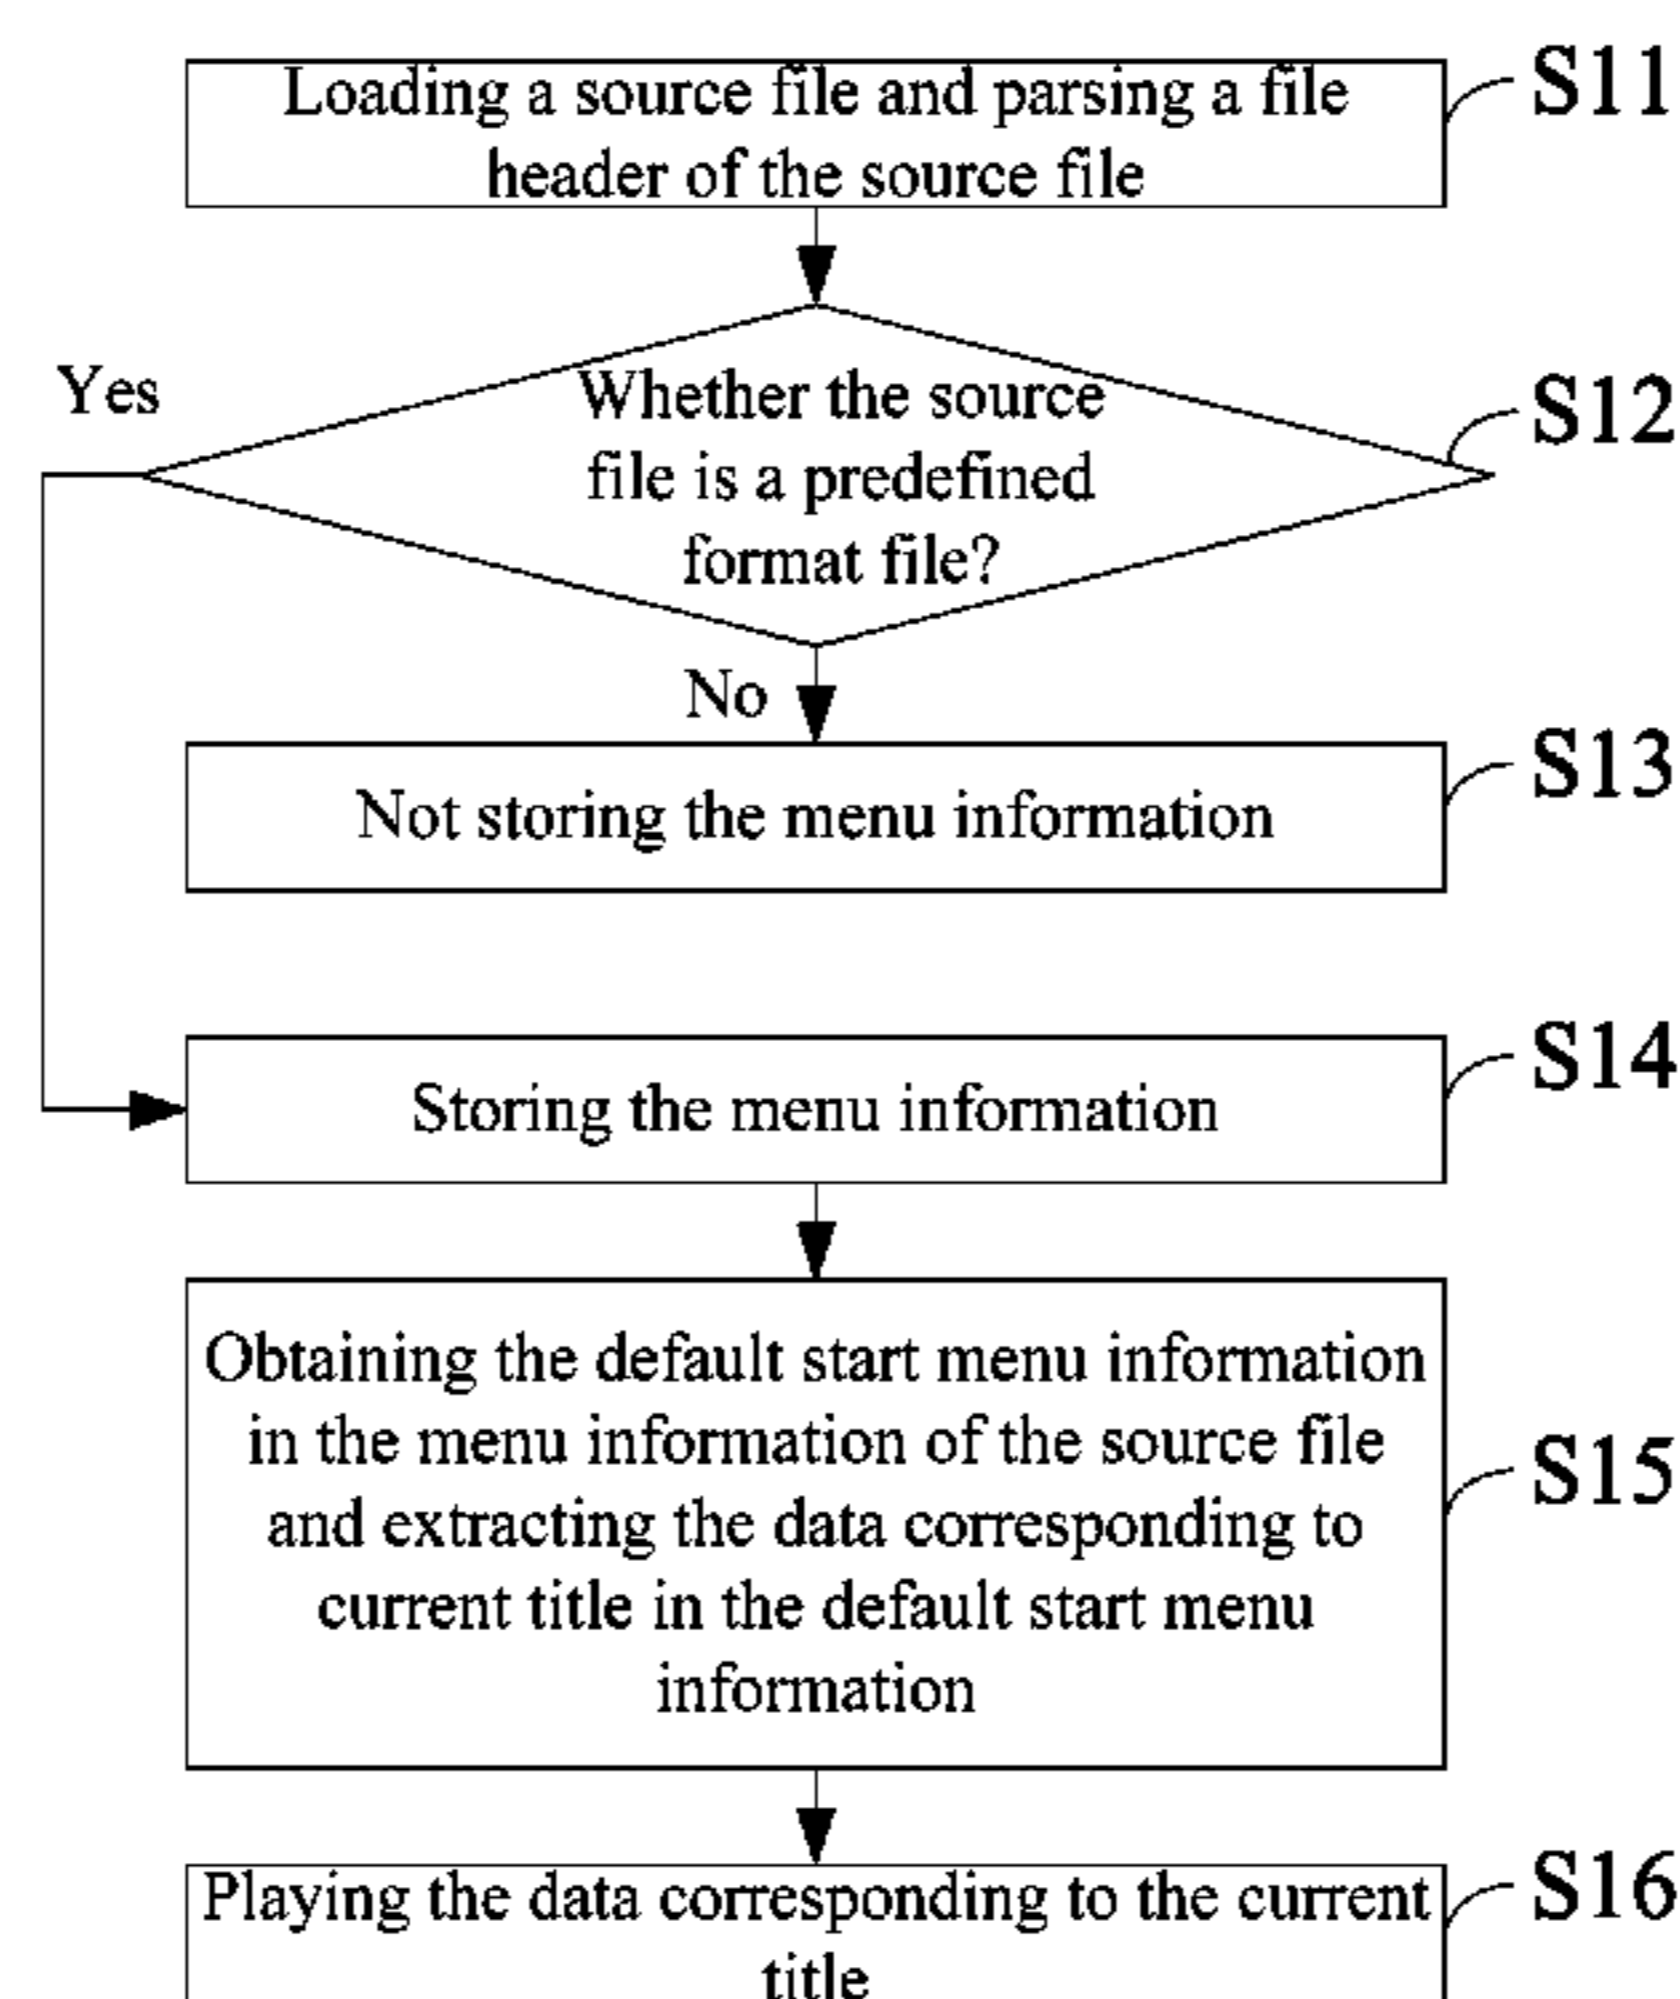 Loading a source file and parsing a file
header of the source file
S11
Yes
Whether the source
file is a predefined
format file?
S12
No
Not storing the menu information
S13
Storing the menu information
S14
Obtaining the default start menu information
in the menu information of the source file
and extracting the data corresponding to
current title in the default start menu
information
S15
Playing the data corresponding to the current
title
S16